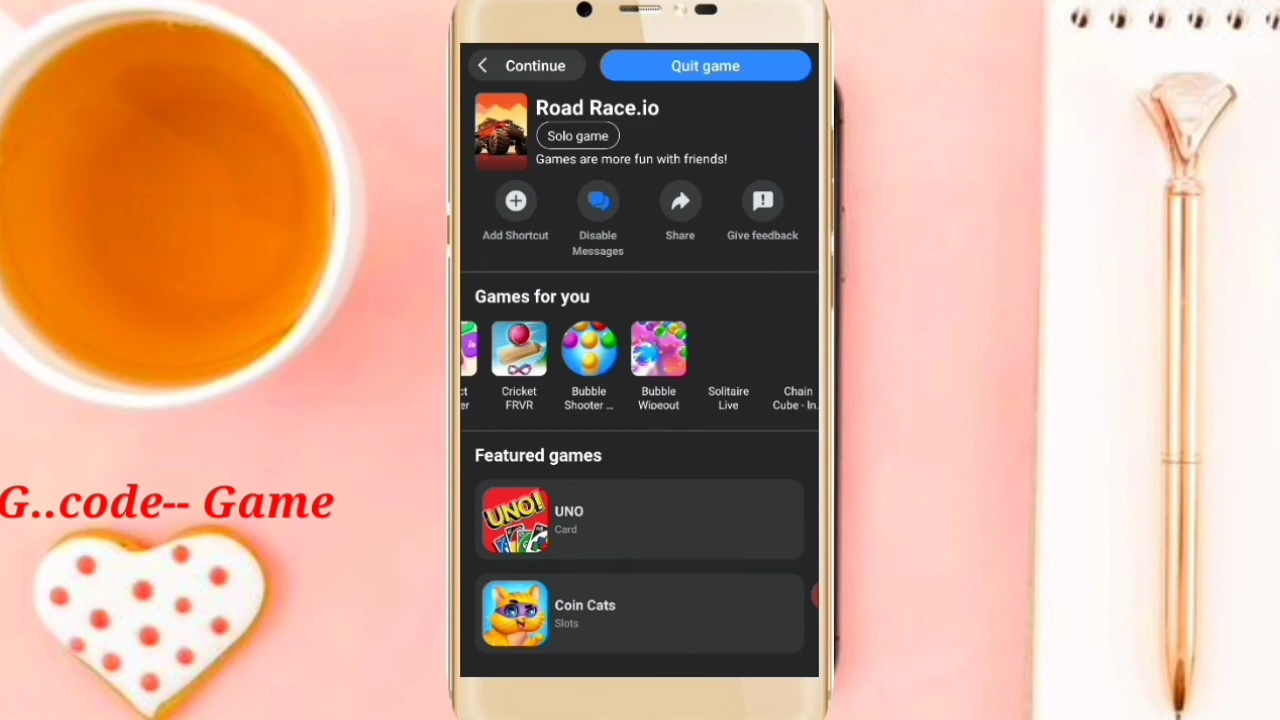 Continue
Quit game
Road Race.io
Solo game
Games are more fun with friends!
Add Shortcut
Disable
Messages
Share
Give feedback
Games for you
ct
er
Cricket
FRVR
Bubble
Shooter ...
Bubble
Wipeout
Solitaire
Live
Chain
Cube - In..
Featured games
UNO!
UNO
Card
Coin Cats
Slots
G..code-- Game